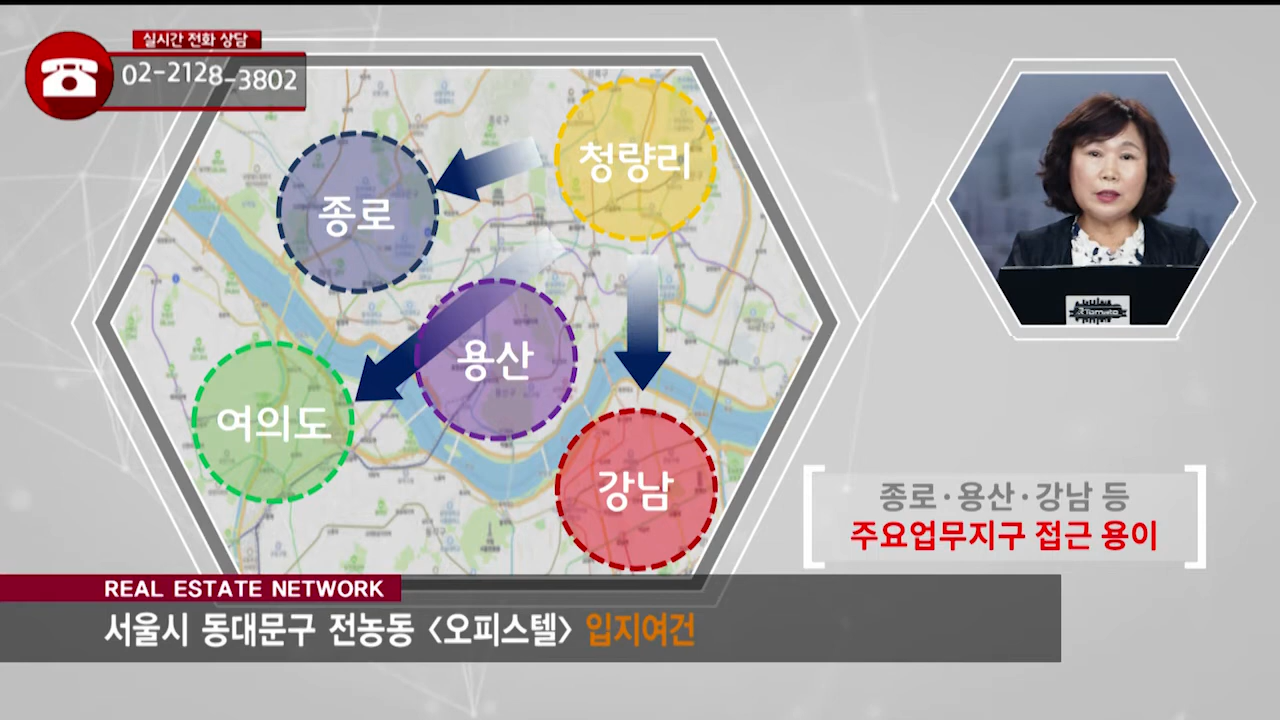 실시간 전화 상담
02-2128-3802
청량리
종로
용산
여의도
강남
Tomato
종로·용산·강남 등
주요업무지구 접근 용이
REAL ESTATE NETWORK
서울시 동대문구 전농동 <오피스텔> 입지여건